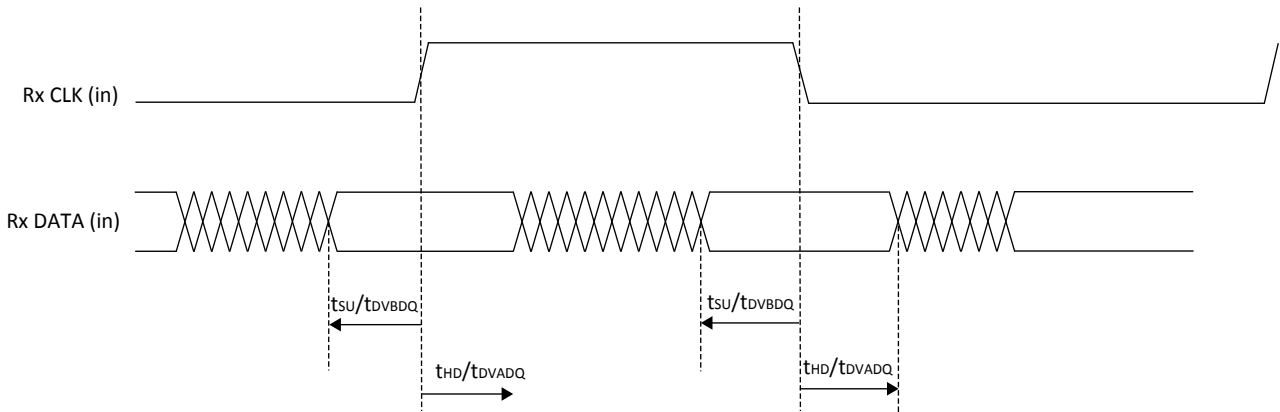 Rx CLK (in)
Rx DATA (in)
tSU/tDVBDQ
tSU/tDVBDQ
tHD/tDVADQ
tHD/tDVADQ